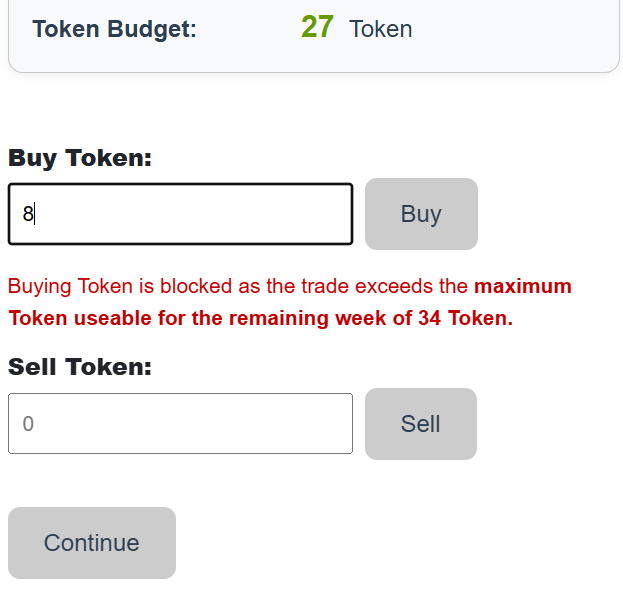 Token Budget: 27 Token
Buy Token:
8 Buy
Buying Token is blocked as the trade exceeds the maximum
Token useable for the remaining week of 34 Token.
Sell Token:
0 Sell
Continue